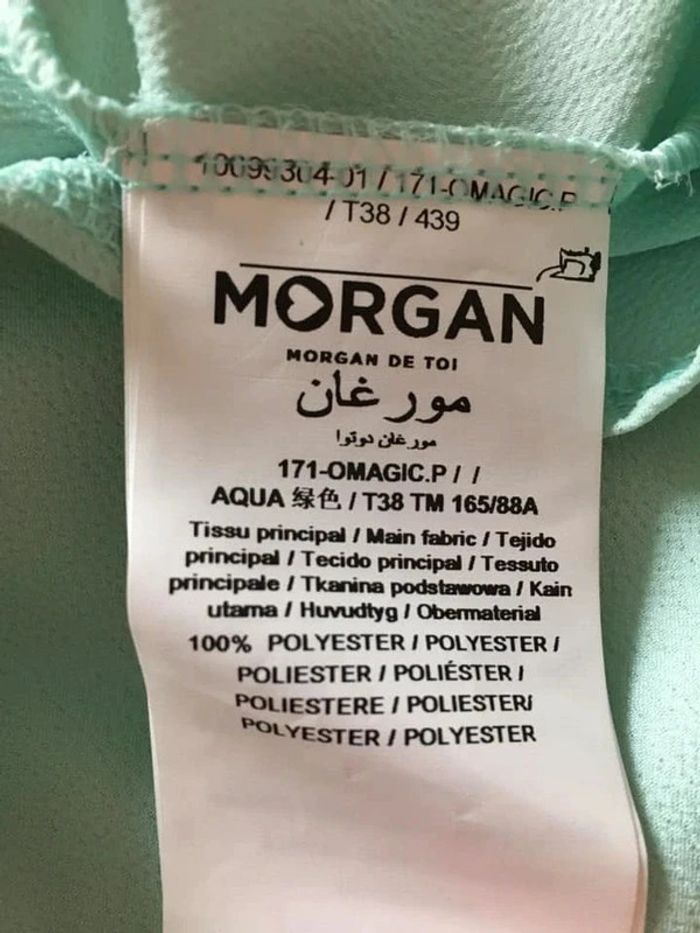 171-OMAGIC.P
/ T38 / 439
MORGAN
MORGAN DE TOI
مورغان
مورغان دوتوا
171-OMAGIC.P / /
AQUA 绿色 / T38 TM 165/88A
Tissu principal / Main fabric / Tejido
principal / Tecido principal / Tessuto
principale / Tkanina podstawowa / Kain
utama / Huvudtyg / Obermaterial
100% POLYESTER / POLYESTER /
POLIESTER / POLIÉSTER /
POLIESTERE / POLIESTER/
POLYESTER / POLYESTER